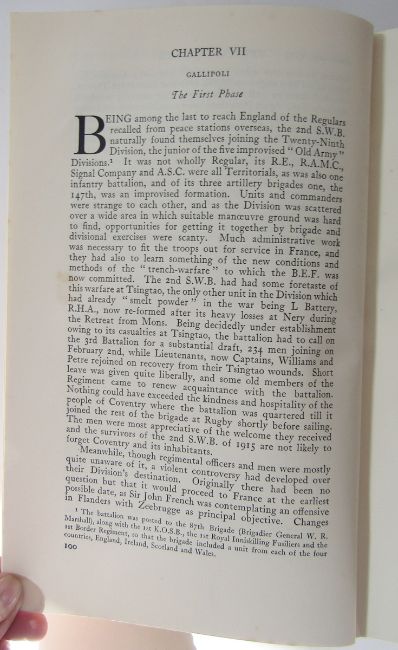 CHAPTER VII
GALLIPOLI
The First Phase
BEING among the last to reach England of the Regulars
recalled from peace stations overseas, the 2nd S.W.B.
naturally found themselves joining the Twenty-Ninth
Division, the junior of the five improvised "Old Army"
Divisions.¹ It was not wholly Regular, its R.E., R.A.M.C.,
Signal Company and A.S.C. were all Territorials, as was also one
infantry battalion, and of its three artillery brigades one, the
147th, was an improvised formation. Units and commanders
were strange to each other, and as the Division was scattered
over a wide area in which suitable manœuvre ground was hard
to find, opportunities for getting it together by brigade and
divisional exercises were scanty. Much administrative work
was necessary to fit the troops out for service in France, and
they had also to learn something of the new conditions and
methods of the "trench-warfare" to which the B.E.F. was
now committed. The 2nd S.W.B. had had some foretaste of
this warfare at Tsingtao, the only other unit in the Division which
had already "smelt powder" in the war being L Battery,
R.H.A., now re-formed after its heavy losses at Nery during
the Retreat from Mons. Being decidedly under establishment
owing to its casualties at Tsingtao, the battalion had to call on
the 3rd Battalion for a substantial draft, 234 men joining on
February 2nd, while Lieutenants, now Captains, Williams and
Petre rejoined on recovery from their Tsingtao wounds. Short
leave was given quite liberally, and some old members of the
Regiment came to renew acquaintance with the battalion.
Nothing could have exceeded the kindness and hospitality of the
people of Coventry where the battalion was quartered till it
joined the rest of the brigade at Rugby shortly before sailing.
The men were most appreciative of the welcome they received
and the survivors of the 2nd S.W.B. of 1915 are not likely to
forget Coventry and its inhabitants.
Meanwhile, though regimental officers and men were mostly
quite unaware of it, a violent controversy had developed over
their Division's destination. Originally there had been no
question but that it would proceed to France at the earliest
possible date, as Sir John French was contemplating an offensive
in Flanders with Zeebrugge as principal objective. Changes
¹ The battalion was posted to the 87th Brigade (Brigadier General W. R.
Marshall), along with the 1st K.O.S.B., the 1st Royal Inniskilling Fusiliers and the
1st Border Regiment, so that the brigade included a unit from each of the four
countries, England, Ireland, Scotland and Wales.
100